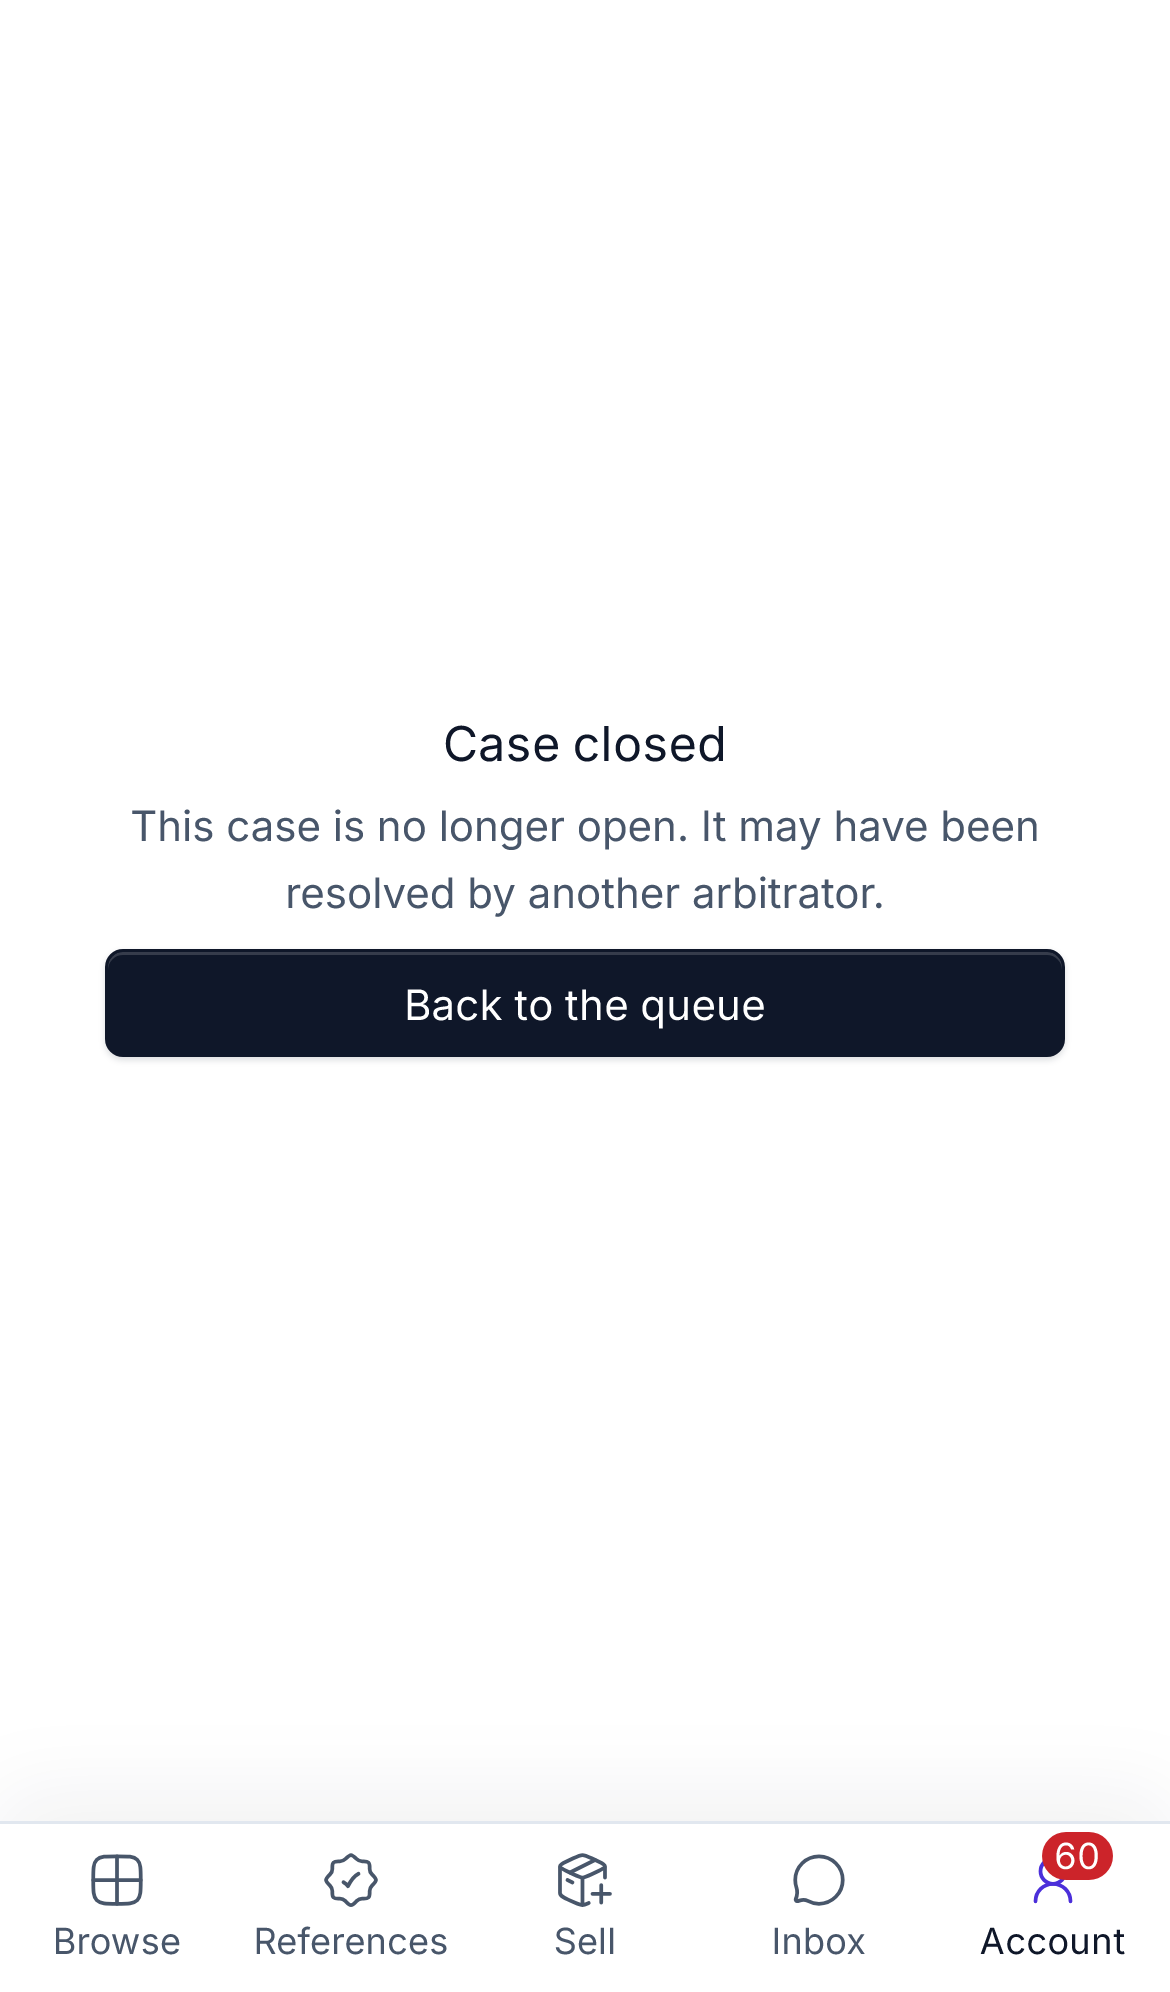 Case closed
This case is no longer open. It may have been
resolved by another arbitrator.
Back to the queue
60
Browse
References
Sell
Inbox
Account